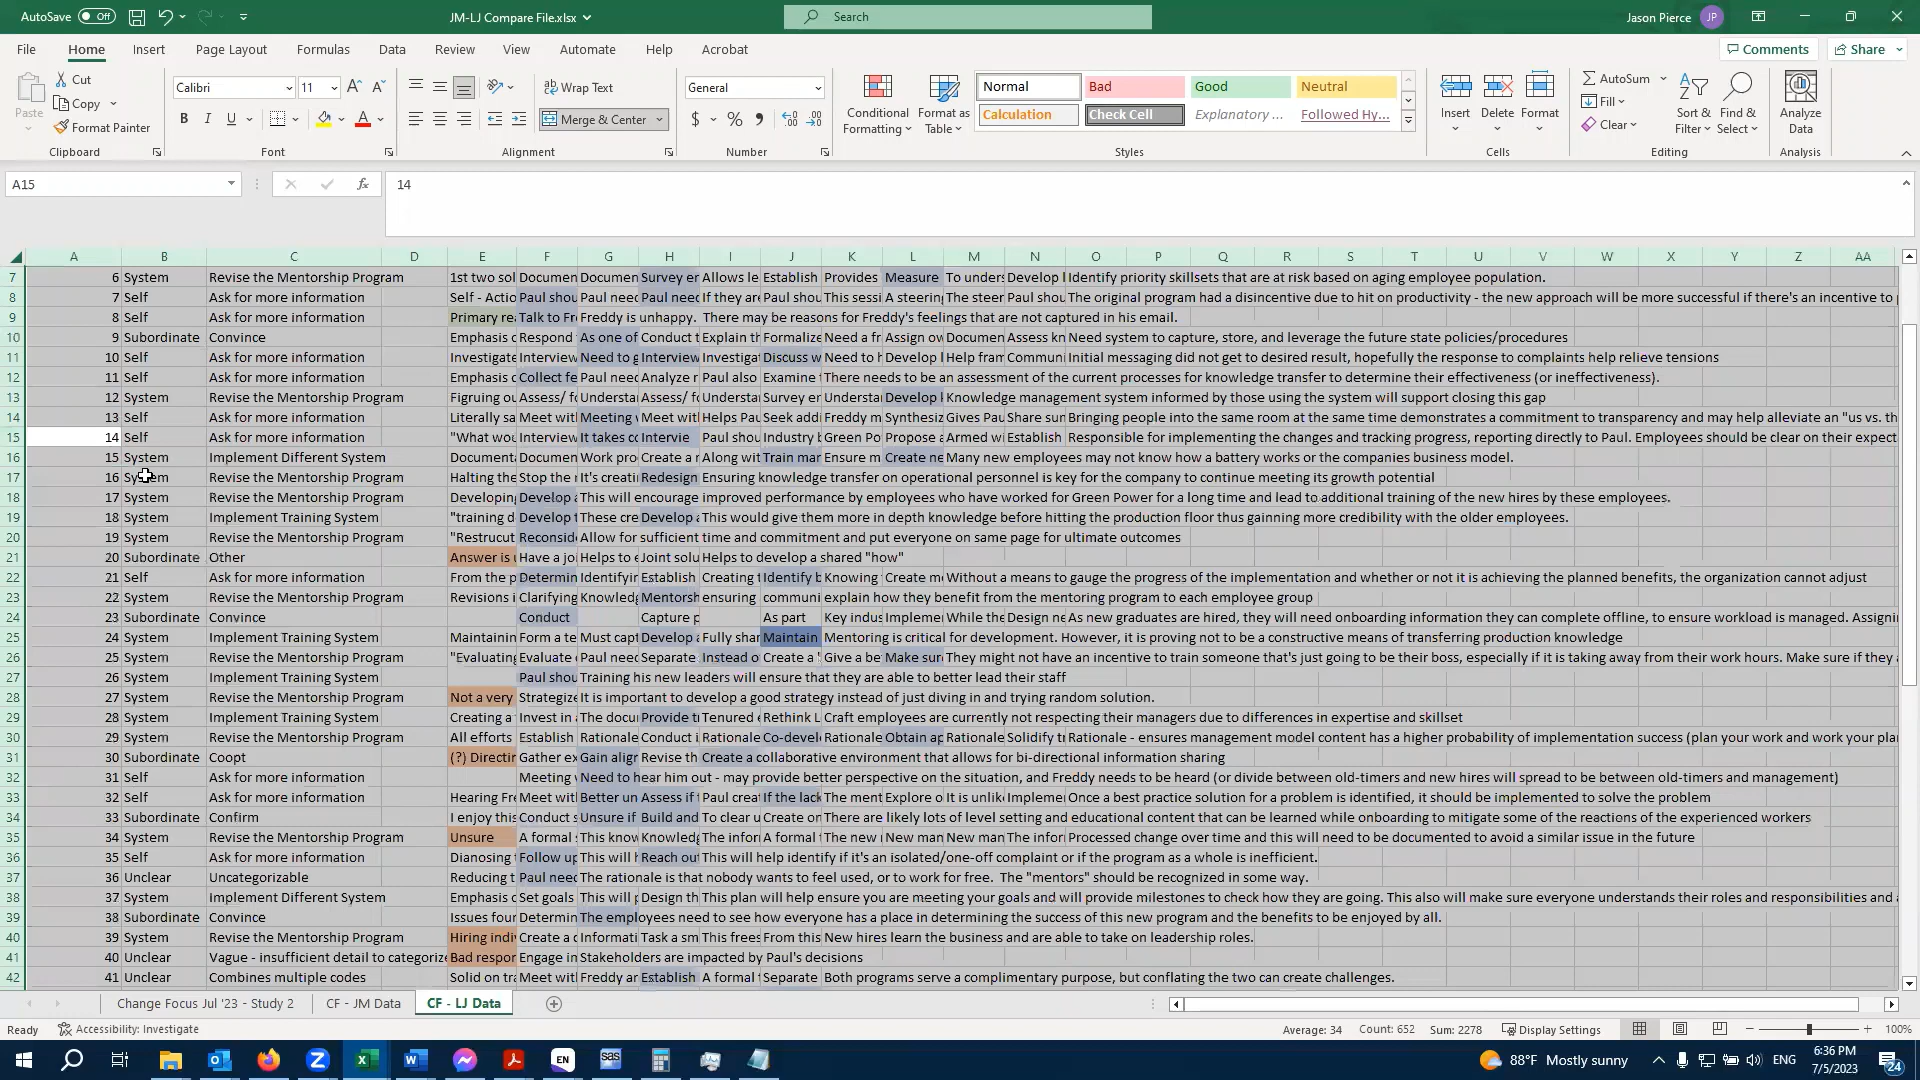 AutoSave Off JM-LJ Compare File.xlsx Search Jason Pierce JP
File Home Insert Page Layout Formulas Data Review View Automate Help Acrobat Comments Share
Paste Cut Copy Format Painter Clipboard
Calibri 11 B I U Font
Wrap Text Merge & Center Alignment
General $ % Number
Conditional Formatting Format as Table Normal Bad Good Neutral Calculation Check Cell Explanatory ... Followed Hy... Styles
Insert Delete Format Cells
AutoSum Fill Clear Sort & Filter Find & Select Editing
Analyze Data Analysis
A15 fx 14
A B C D E F G H I J K L M N O P Q R S T U V W X Y Z AA
7 6 System Revise the Mentorship Program 1st two sol Documen Documen Survey er Allows le Establish Provides Measure To unders Develop l Identify priority skillsets that are at risk based on aging employee population.
8 7 Self Ask for more information Self - Actio Paul shou Paul need Paul need If they are Paul shou This sessi A steering The steer Paul shou The original program had a disincentive due to hit on productivity - the new approach will be more successful if there's an incentive to
9 8 Self Ask for more information Primary re Talk to Fre Freddy is unhappy. There may be reasons for Freddy's feelings that are not captured in his email.
10 9 Subordinate Convince Emphasis o Respond As one of Conduct t Explain th Formalize Need a fr Assign ow Documen Assess kn Need system to capture, store, and leverage the future state policies/procedures
11 10 Self Ask for more information Investigate Interview Need to g Interview Investigat Discuss w Need to h Develop l Help fram Commun Initial messaging did not get to desired result, hopefully the response to complaints help relieve tensions
12 11 Self Ask for more information Emphasis o Collect fe Paul need Analyze r Paul also Examine There needs to be an assessment of the current processes for knowledge transfer to determine their effectiveness (or ineffectiveness).
13 12 System Revise the Mentorship Program Figruing ou Assess/ fo Understa Assess/ fo Understa Survey er Understa Develop Knowledge management system informed by those using the system will support closing this gap
14 13 Self Ask for more information Literally sa Meet wit Meeting Meet wit Helps Pau Seek addi Freddy m Synthesiz Gives Pau Share sun Bringing people into the same room at the same time demonstrates a commitment to transparency and may help alleviate an "us vs. th
15 14 Self Ask for more information "What wou Interview It takes co Intervie Paul shou Industry b Green Po Propose a Armed wi Establish Responsible for implementing the changes and tracking progress, reporting directly to Paul. Employees should be clear on their expect
16 15 System Implement Different System Documenta Documen Work pro Create a r Along wit Train mar Ensure m Create ne Many new employees may not know how a battery works or the companies business model.
17 16 System Revise the Mentorship Program Halting the Stop the r It's creati Redesign Ensuring knowledge transfer on operational personnel is key for the company to continue meeting its growth potential
18 17 System Revise the Mentorship Program Developing Develop a This will encourage improved performance by employees who have worked for Green Power for a long time and lead to additional training of the new hires by these employees.
19 18 System Implement Training System "training d Develop t These cre Develop a This would give them more in depth knowledge before hitting the production floor thus gaining more credibility with the older employees.
20 19 System Revise the Mentorship Program "Restrucut Reconside Allow for sufficient time and commitment and put everyone on same page for ultimate outcomes
21 20 Subordinate Other Answer is u Have a joi Helps to e Joint solu Helps to develop a shared "how"
22 21 Self Ask for more information From the p Determin Identifyin Establish Creating t Identify b Knowing Create me Without a means to gauge the progress of the implementation and whether or not it is achieving the planned benefits, the organization cannot adjust
23 22 System Revise the Mentorship Program Revisions i Clarifying Knowledg Mentorsh ensuring communi explain how they benefit from the mentoring program to each employee group
24 23 Subordinate Convince Conduct Capture p As part Key indus Impleme While the Design ne As new graduates are hired, they will need onboarding information they can complete offline, to ensure workload is managed. Assigni
25 24 System Implement Training System Maintainin Form a te Must capt Develop a Fully shar Maintain Mentoring is critical for development. However, it is proving not to be a constructive means of transferring production knowledge
26 25 System Revise the Mentorship Program "Evaluating Evaluate Paul need Separate Instead o Create a ' Give a be Make sur They might not have an incentive to train someone that's just going to be their boss, especially if it is taking away from their work hours. Make sure if they a
27 26 System Implement Training System Paul shou Training his new leaders will ensure that they are able to better lead their staff
28 27 System Revise the Mentorship Program Not a very Strategize It is important to develop a good strategy instead of just diving in and trying random solution.
29 28 System Implement Training System Creating a Invest in The docu Provide tr Tenured e Rethink L Craft employees are currently not respecting their managers due to differences in expertise and skillset
30 29 System Revise the Mentorship Program All efforts Establish Rationale Conduct i Rationale Co-devel Rationale Obtain ap Rationale Solidify tr Rationale - ensures management model content has a higher probability of implementation success (plan your work and work your plan
31 30 Subordinate Coopt (?) Directir Gather ex Gain align Revise th Create a collaborative environment that allows for bi-directional information sharing
32 31 Self Ask for more information Meeting Need to hear him out - may provide better perspective on the situation, and Freddy needs to be heard (or divide between old-timers and new hires will spread to be between old-timers and management)
33 32 Self Ask for more information Hearing Fre Meet wit Better un Assess if t Paul crea If the lack The ment Explore o It is unlik Implemen Once a best practice solution for a problem is identified, it should be implemented to solve the problem
34 33 Subordinate Confirm I enjoy this Conduct s Unsure if Build and To clear u Create on There are likely lots of level setting and educational content that can be learned while onboarding to mitigate some of the reactions of the experienced workers
35 34 System Revise the Mentorship Program Unsure A formal This know Knowledg The infor A formal t The new New man New man The infor Processed change over time and this will need to be documented to avoid a similar issue in the future
36 35 Self Ask for more information Dianosing Follow up This will h Reach out This will help identify if it's an isolated/one-off complaint or if the program as a whole is inefficient.
37 36 Unclear Uncategorizable Reducing t Paul need The rationale is that nobody wants to feel used, or to work for free. The "mentors" should be recognized in some way.
38 37 System Implement Different System Emphasis o Set goals This will Design th This plan will help ensure you are meeting your goals and will provide milestones to check how they are going. This also will make sure everyone understands their roles and responsibilities and a
39 38 Subordinate Convince Issues four Determin The employees need to see how everyone has a place in determining the success of this new program and the benefits to be enjoyed by all.
40 39 System Revise the Mentorship Program Hiring indiv Create a c Informati Task a sm This frees From this New hires learn the business and are able to take on leadership roles.
41 40 Unclear Vague - insufficient detail to categorize Bad respor Engage in Stakeholders are impacted by Paul's decisions
42 41 Unclear Combines multiple codes Solid on tra Meet wit Freddy ar Establish A formal Separate Both programs serve a complimentary purpose, but conflating the two can create challenges.
Change Focus Jul '23 - Study 2 CF - JM Data CF - LJ Data
Ready Accessibility: Investigate Average: 34 Count: 652 Sum: 2278 Display Settings 100%
EN sas 88°F Mostly sunny ENG 6:36 PM
7/5/2023 24